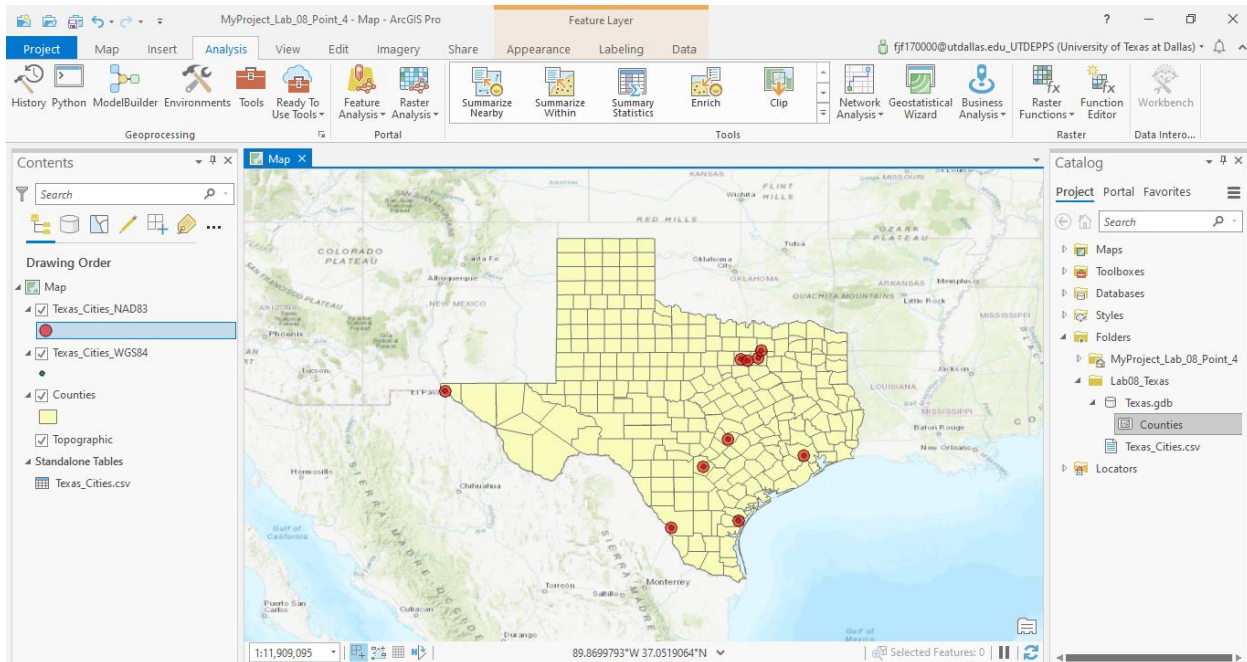 MyProject_Lab_08_Point_4 - Map - ArcGIS Pro
Feature Layer
?
Project Map Insert Analysis View Edit Imagery Share Appearance Labeling Data
fjf170000@utdallas.edu_UTDEPPS (University of Texas at Dallas)
History Python ModelBuilder Environments Tools Ready To Use Tools
Feature Analysis Raster Analysis
Summarize Nearby Summarize Within Summary Statistics Enrich Clip
Network Analysis Geostatistical Wizard Business Analysis
Raster Functions Function Editor Workbench
Geoprocessing Portal Tools Raster Data Intero...
Contents
Search
Drawing Order
Map
Texas_Cities_NAD83
Texas_Cities_WGS84
Counties
Topographic
Standalone Tables
Texas_Cities.csv
Map
KANSAS
Wichita
FLINT HILLS
RED HILLS
OZARK PLATEAU
COLORADO PLATEAU
Santa Fe
Tulsa
Albuquerque
Oklahoma City
OKLAHOMA
ARKANSAS
Memphis
NEW MEXICO
OUACHITA MOUNTAINS
Little Rock
MISSISSIPPI
Phoenix
Tucson
El Paso
Jackson
LOUISIANA
Baton Rouge
New Orleans
Hermosillo
Chihuahua
Gulf of California
SIERRA MADRE
Monterrey
Torreón
Saltillo
Puerto San Carlos
Culiacan
Durango
Gulf of Mexico
1:11,909,095
89.8699793°W 37.0519064°N
Selected Features: 0
Catalog
Project Portal Favorites
Search
Maps
Toolboxes
Databases
Styles
Folders
MyProject_Lab_08_Point_4
Lab08_Texas
Texas.gdb
Counties
Texas_Cities.csv
Locators